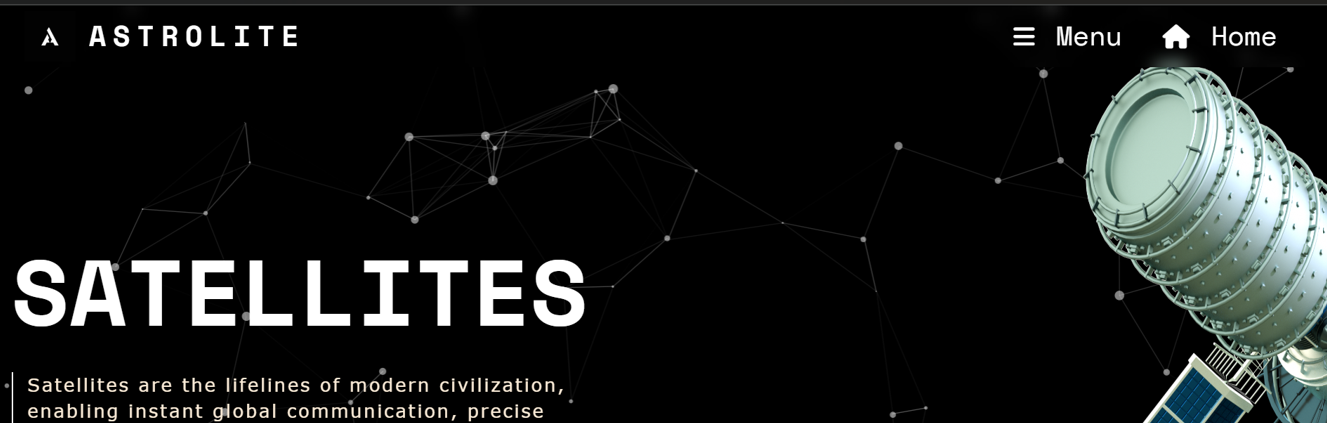 ASTROLITE
Menu Home
SATELLITES
Satellites are the lifelines of modern civilization,
enabling instant global communication, precise